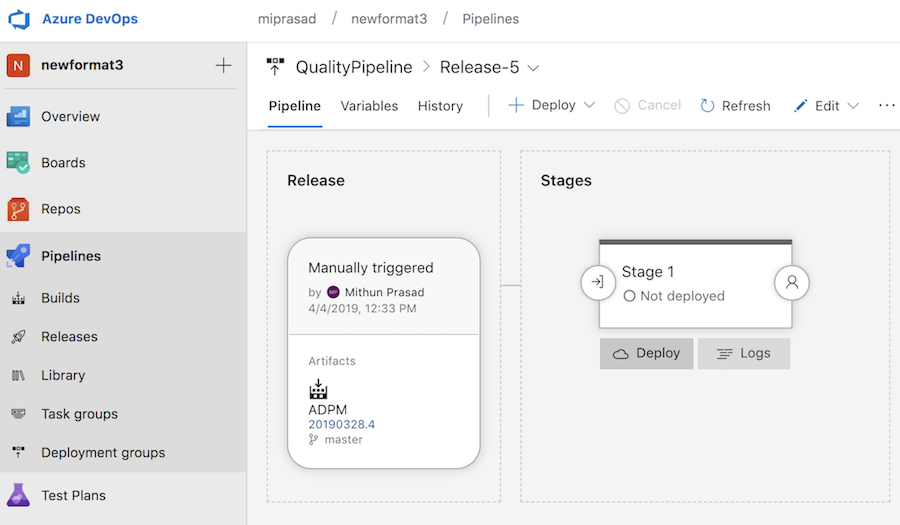 Azure DevOps
miprasad / newformat3 / Pipelines
N newformat3
QualityPipeline > Release-5
Pipeline Variables History Deploy Cancel Refresh Edit ...
Overview
Boards
Repos
Pipelines
Builds
Releases
Library
Task groups
Deployment groups
Test Plans
Release
Manually triggered
by MP Mithun Prasad
4/4/2019, 12:33 PM
Artifacts
ADPM
20190328.4
master
Stages
Stage 1
Not deployed
Deploy Logs